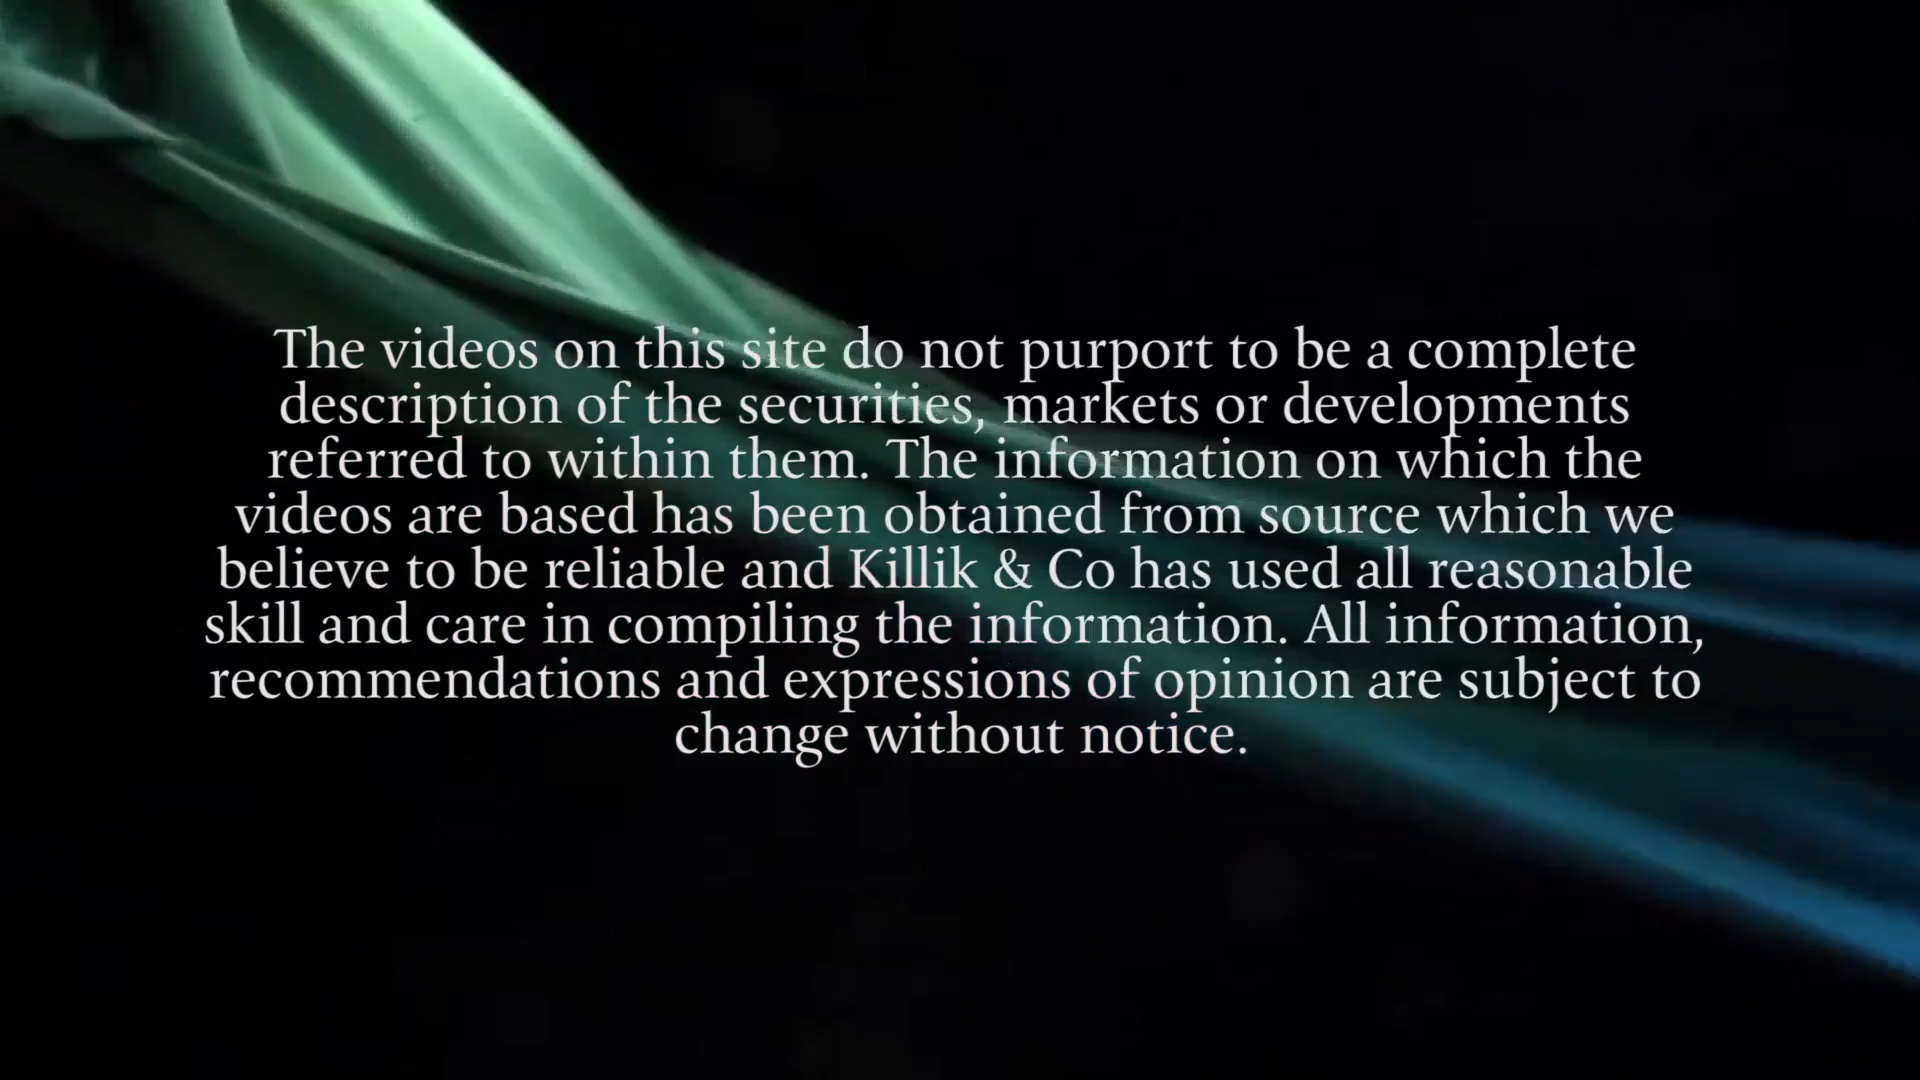 The videos on this site do not purport to be a complete
description of the securities, markets or developments
referred to within them. The information on which the
videos are based has been obtained from source which we
believe to be reliable and Killik & Co has used all reasonable
skill and care in compiling the information. All information,
recommendations and expressions of opinion are subject to
change without notice.